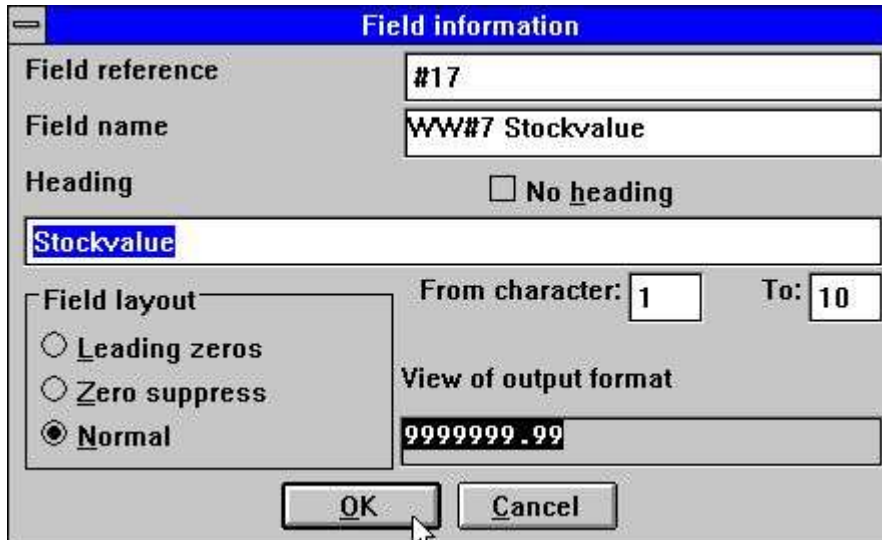 Field information
Field reference #17
Field name WW#7 Stockvalue
Heading No heading
Stockvalue
Field layout From character: 1 To: 10
Leading zeros
Zero suppress View of output format
Normal 9999999.99
OK Cancel